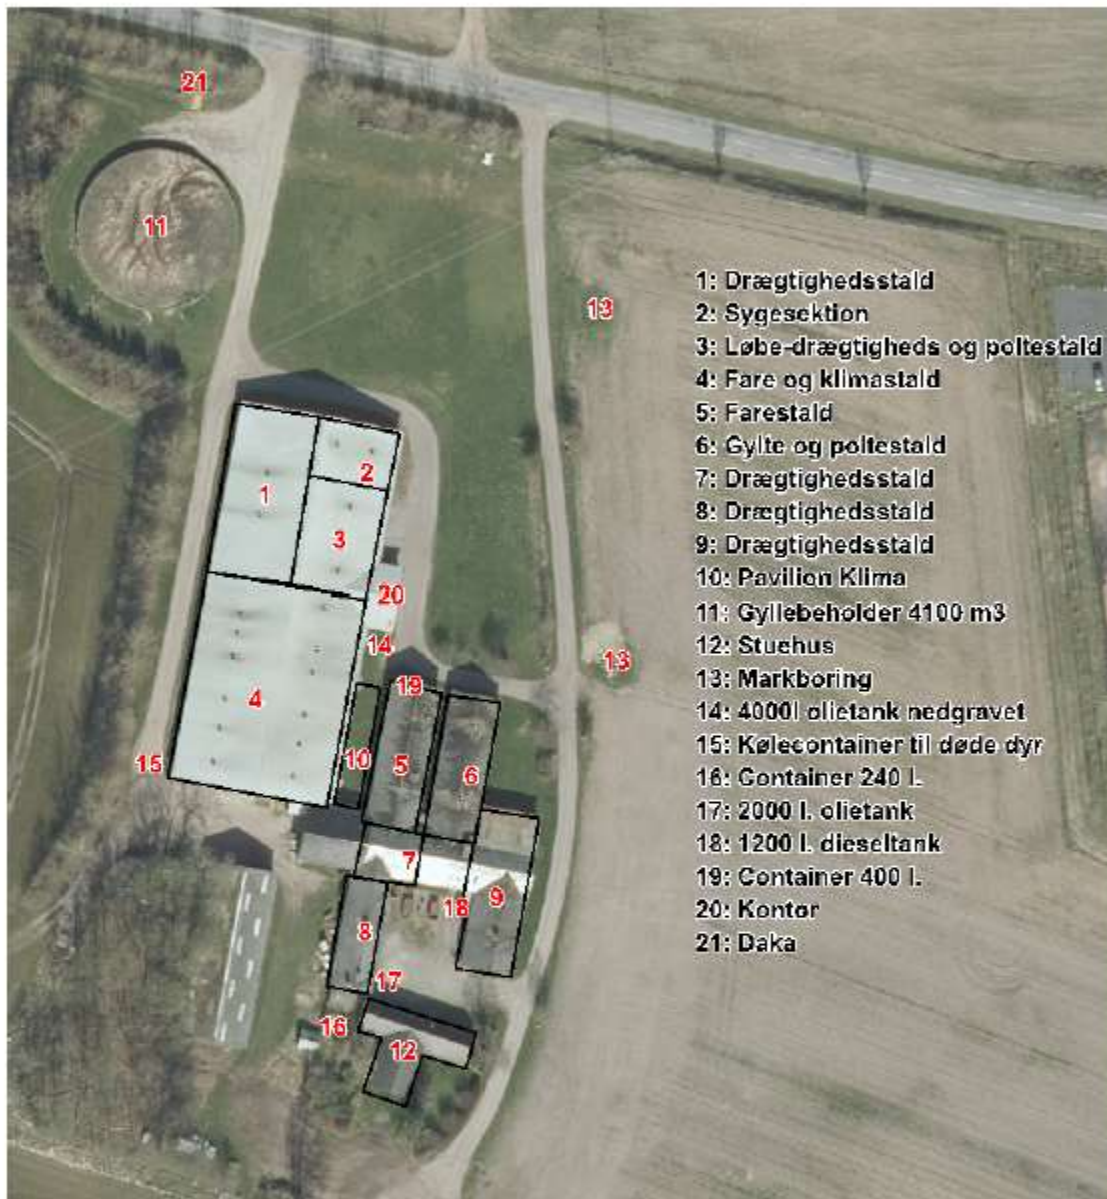 21
11
13
1: Drægtighedsstald
2: Sygesektion
3: Løbe-drægtigheds og poltestald
4: Fare og klimastald
5: Farestald
6: Gylte og poltestald
7: Drægtighedsstald
8: Drægtighedsstald
9: Drægtighedsstald
10: Pavilion Klima
11: Gyllebeholder 4100 m3
12: Stuehus
13: Markboring
14: 4000l olietank nedgravet
15: Kølecontainer til døde dyr
16: Container 240 l.
17: 2000 l. olietank
18: 1200 l. dieseltank
19: Container 400 l.
20: Kontor
21: Daka
2
1
3
20
14
13
19
4
15
10
5
6
7
9
18
8
17
16
12